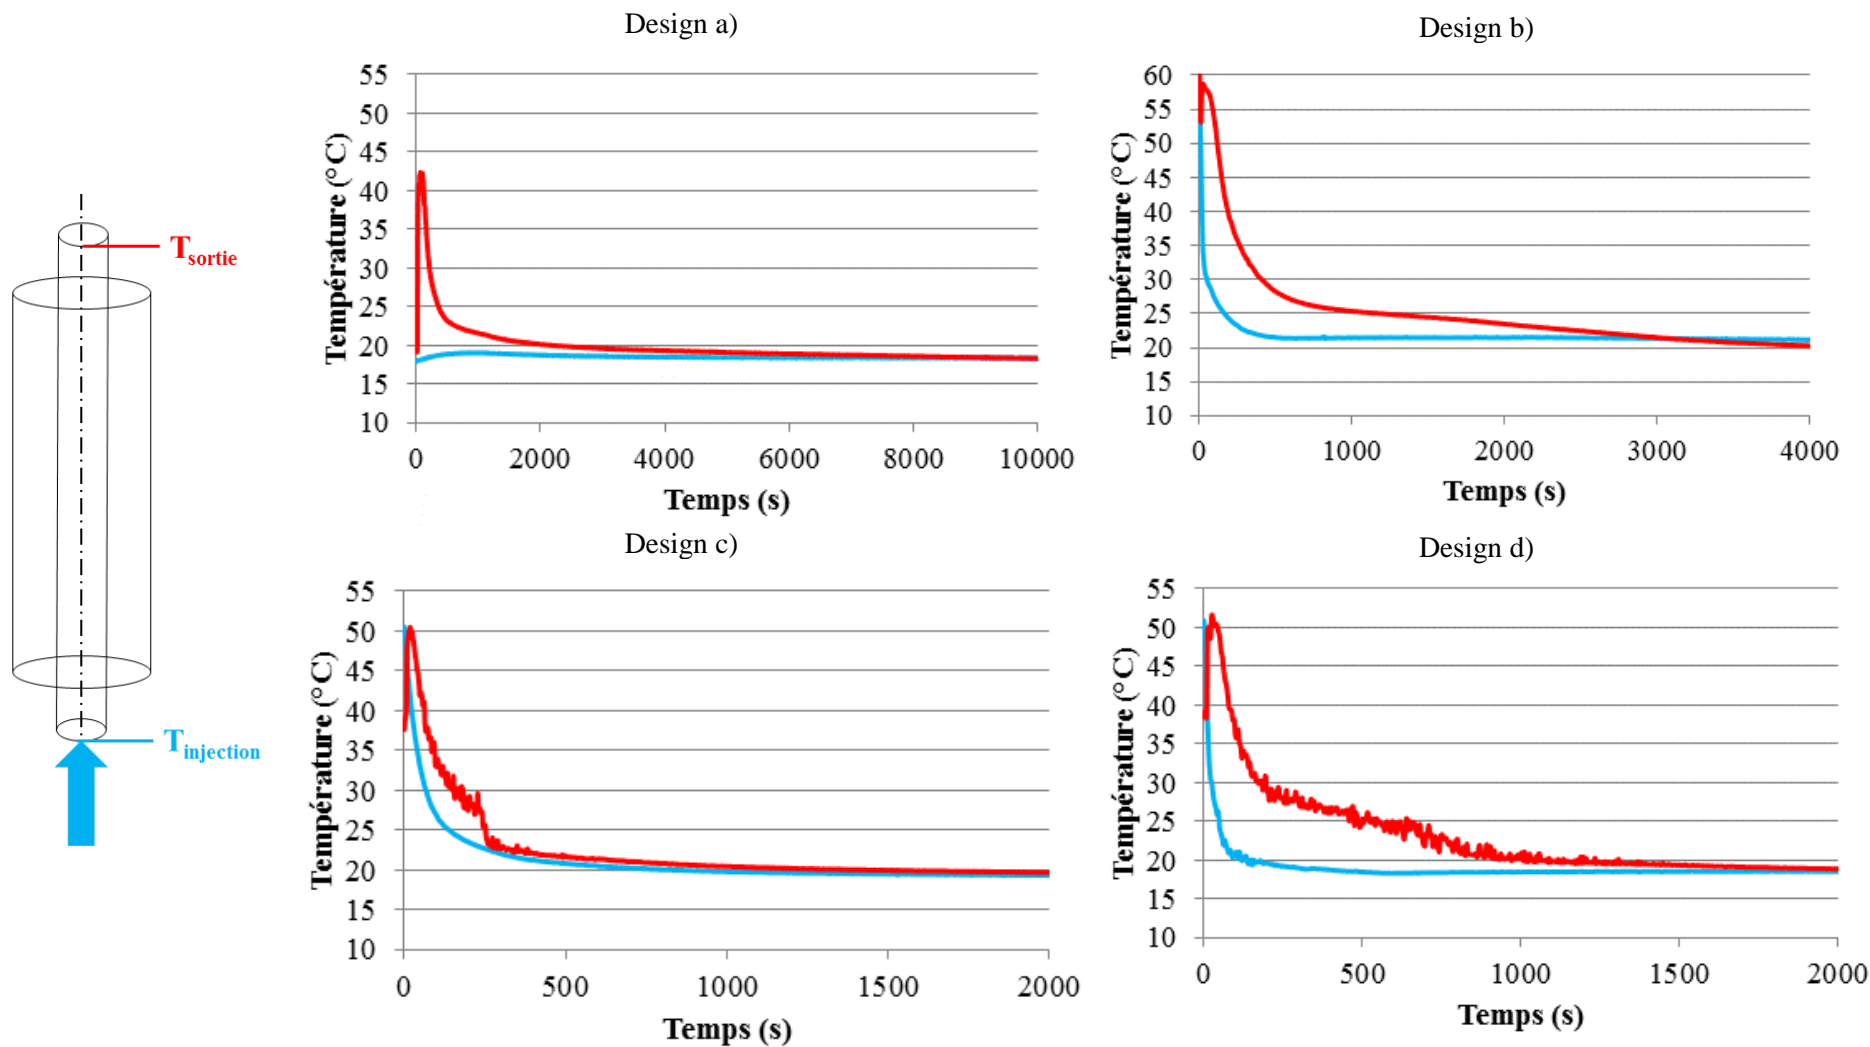 Design a)
Design b)
T sortie
T injection
Température (°C)
55
50
45
40
35
30
25
20
15
10
0 2000 4000 6000 8000 10000
Temps (s)
Température (°C)
60
55
50
45
40
35
30
25
20
15
10
0 1000 2000 3000 4000
Temps (s)
Design c)
Design d)
Température (°C)
55
50
45
40
35
30
25
20
15
10
0 500 1000 1500 2000
Temps (s)
Température (°C)
55
50
45
40
35
30
25
20
15
10
0 500 1000 1500 2000
Temps (s)